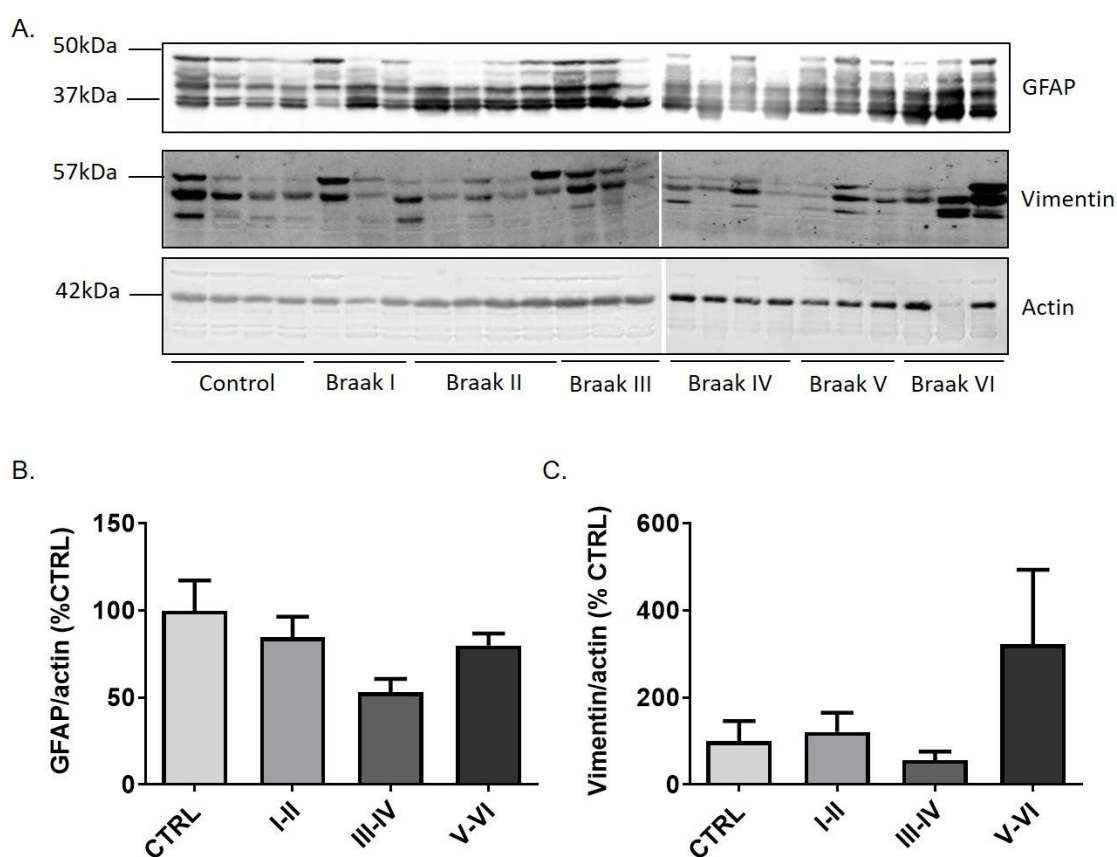 A.
50kDa
37kDa
GFAP
57kDa
Vimentin
42kDa
Actin
Control Braak I Braak II Braak III Braak IV Braak V Braak VI
B.
GFAP/actin (%CTRL)
150
100
50
0
CTRL I-II III-IV V-VI
C.
Vimentin/actin (% CTRL)
600
400
200
0
CTRL I-II III-IV V-VI